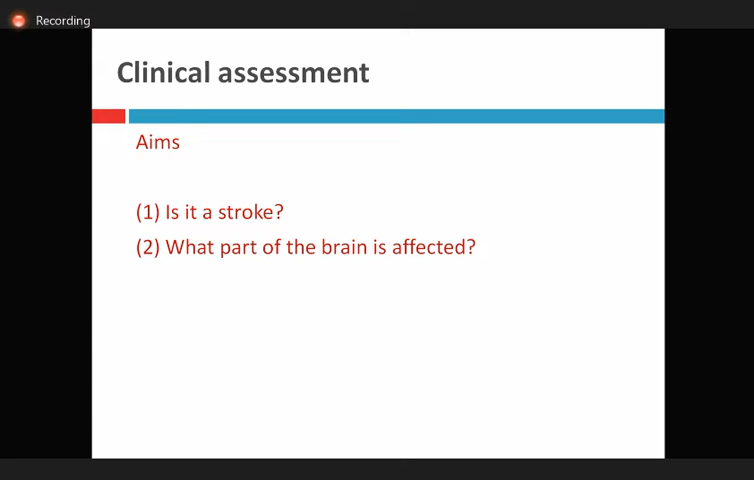 Recording
Clinical assessment
Aims
(1) Is it a stroke?
(2) What part of the brain is affected?